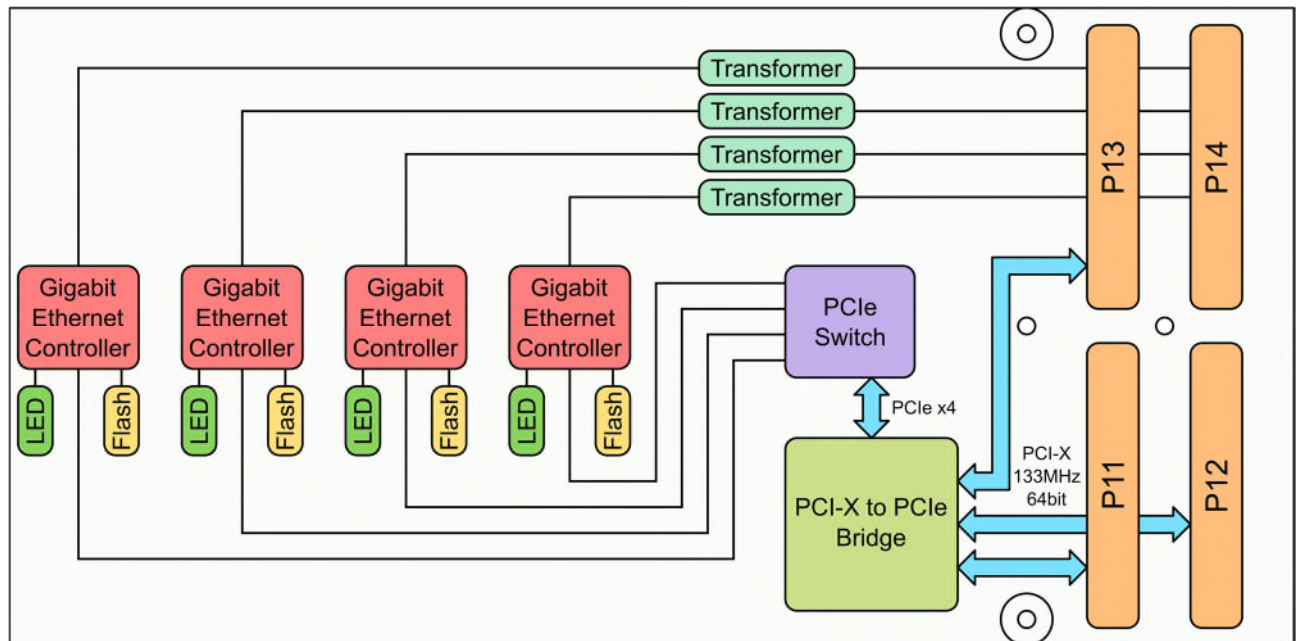 Transformer
Transformer
Transformer
Transformer
P13
P14
Gigabit
Ethernet
Controller
Gigabit
Ethernet
Controller
Gigabit
Ethernet
Controller
Gigabit
Ethernet
Controller
PCIe
Switch
LED
Flash
LED
Flash
LED
Flash
LED
Flash
PCIe x4
PCI-X to PCIe
Bridge
PCI-X
133MHz
64bit
P11
P12